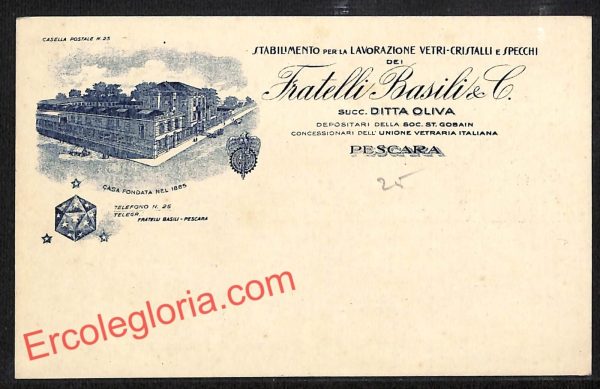 CASELLA POSTALE N. 25
STABILIMENTO PER LA LAVORAZIONE VETRI-CRISTALLI E SPECCHI
DEI
Fratelli Basili & C.
SUCC. DITTA OLIVA
DEPOSITARI DELLA SOC. ST. GOBAIN
CONCESSIONARI DELL'UNIONE VETRARIA ITALIANA
PESCARA
25
CASA FONDATA NEL 1885
TELEFONO N. 25
TELEGR.
FRATELLI BASILI - PESCARA
Ercolegloria.com